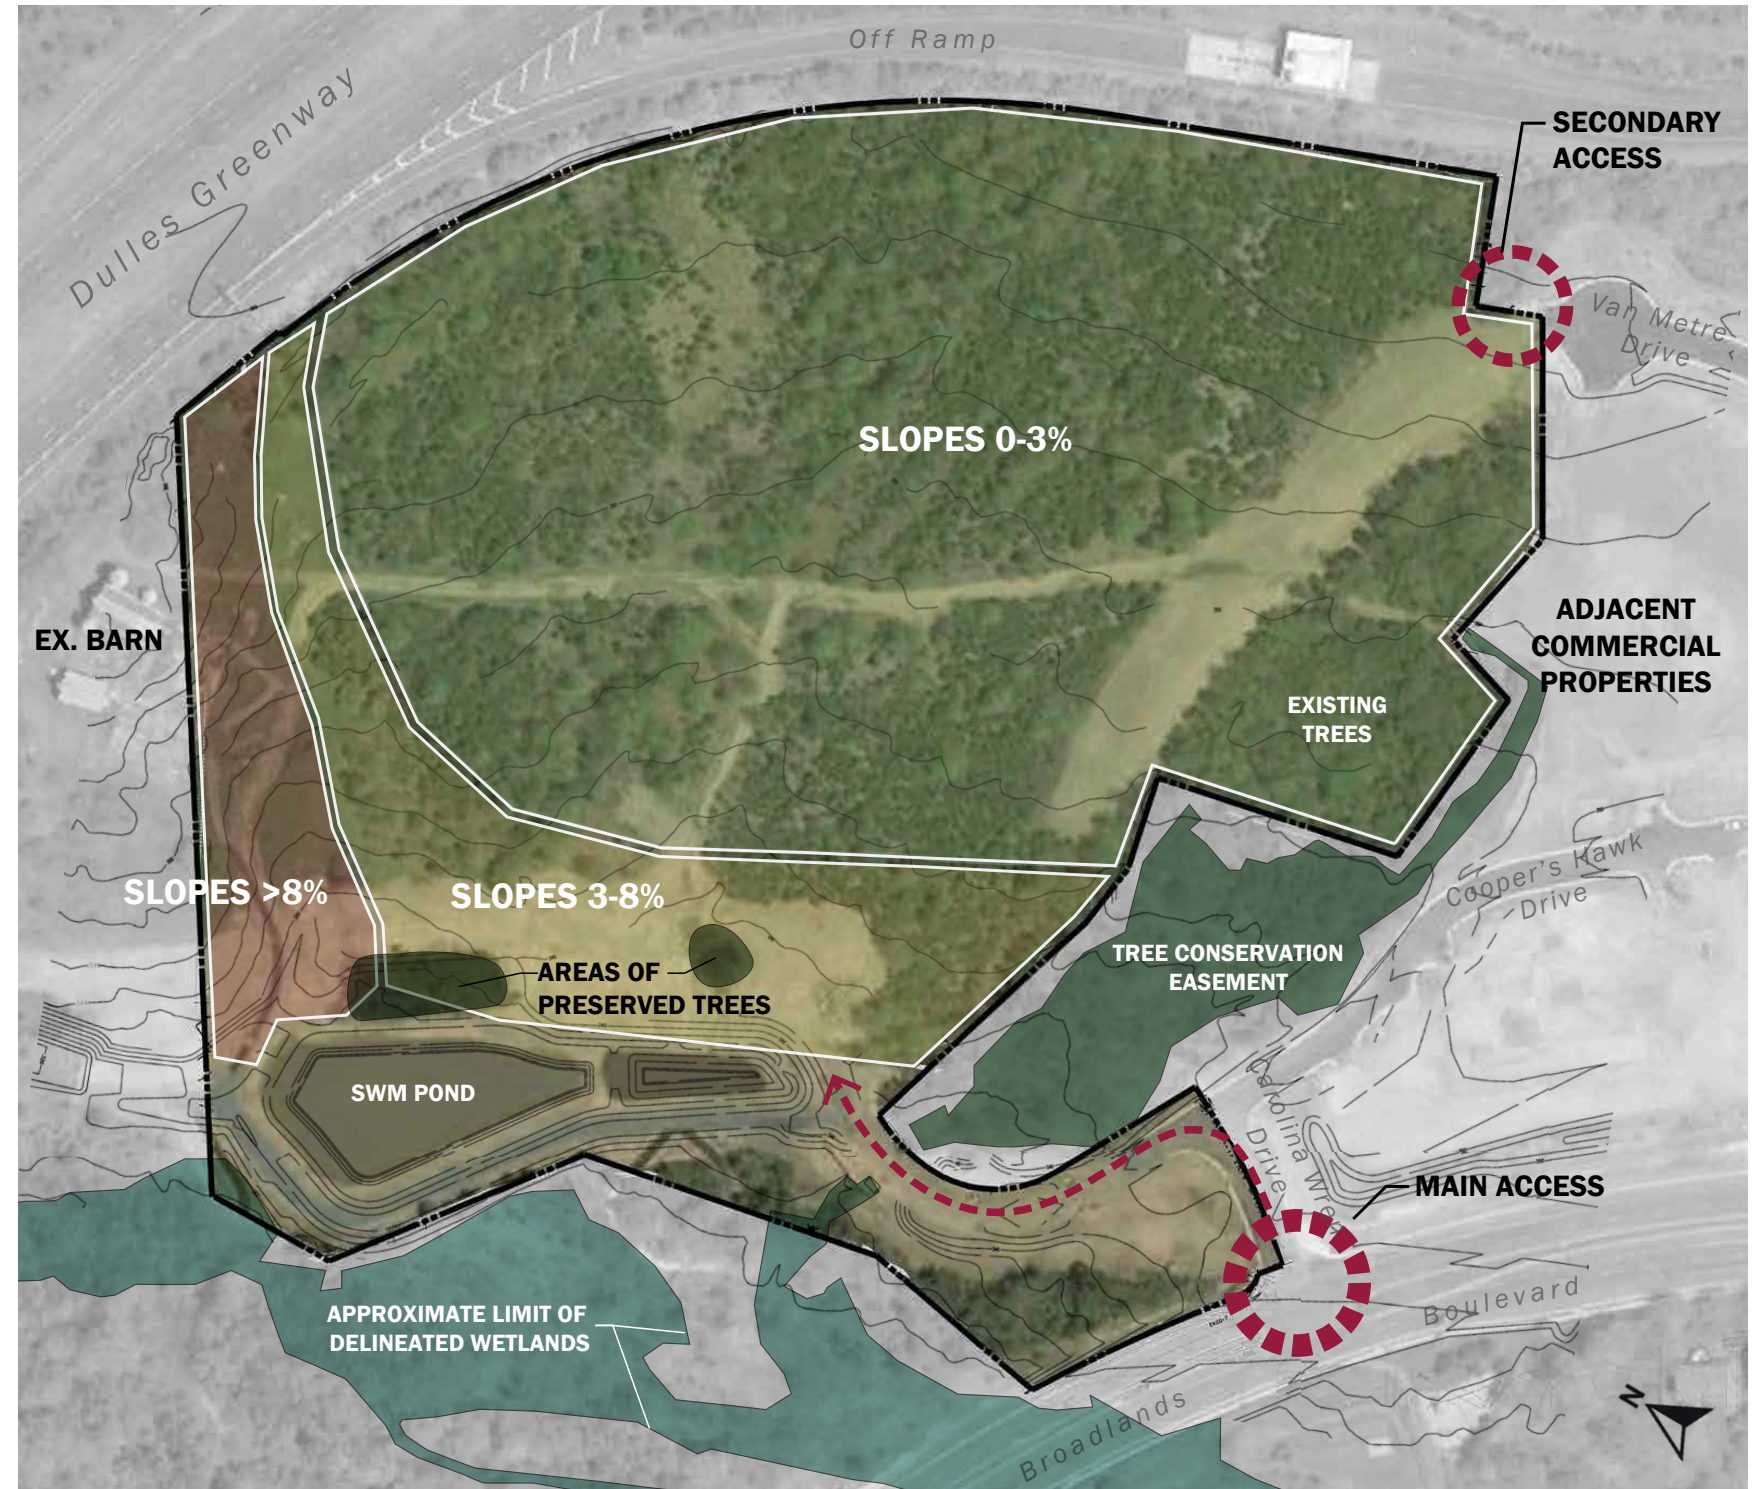 Off Ramp
Dulles Greenway
SECONDARY
ACCESS
Van Metre
Drive
SLOPES 0-3%
EX. BARN
ADJACENT
COMMERCIAL
PROPERTIES
EXISTING
TREES
Cooper's Hawk
Drive
SLOPES >8%
SLOPES 3-8%
TREE CONSERVATION
EASEMENT
AREAS OF
PRESERVED TREES
SWM POND
Carolina Wren
Drive
MAIN ACCESS
APPROXIMATE LIMIT OF
DELINEATED WETLANDS
Broadlands Boulevard
N